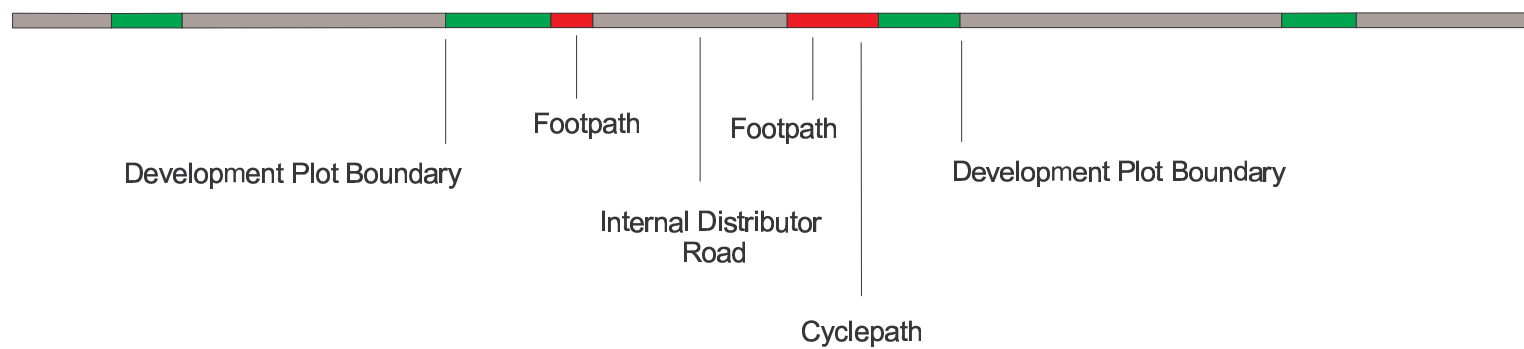 Footpath
Footpath
Development Plot Boundary
Development Plot Boundary
Internal Distributor
Road
Cyclepath